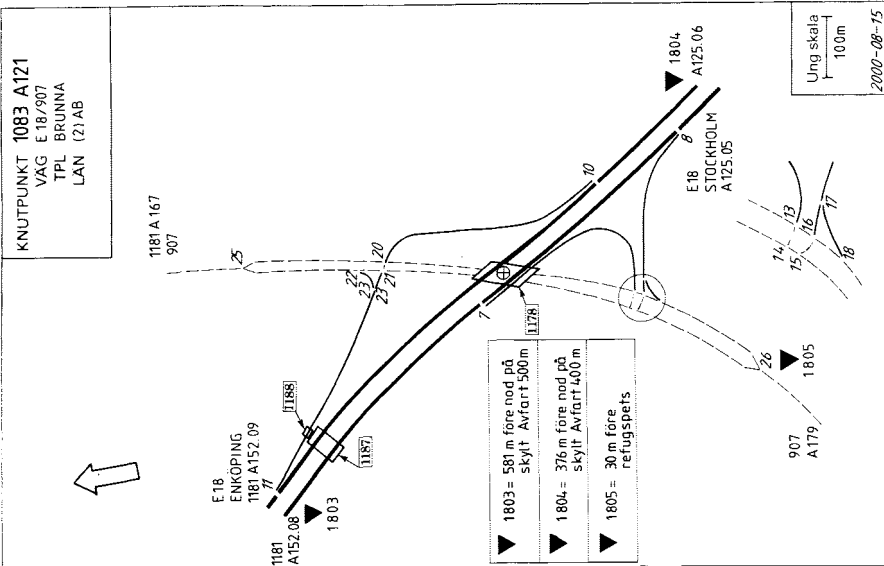 KNUTPUNKT 1083 A121
VÄG E 18/907
TPL BRUNNA
LÄN (2) AB
1181 A 167
907
25
20
22
23
23
21
1188
E18
ENKÖPING
1181 A152.09
11
1187
1181
A152.08
1803
10
7
1178
1804
A125.06
8
E18
STOCKHOLM
A125.05
1803 = 581 m före nod på
skylt Avfart 500m
1804 = 376 m före nod på
skylt Avfart 400 m
1805 = 30 m före
refugspets
26
1805
907
A179
13
14
16
15
17
18
Ung skala
100m
2000-08-15